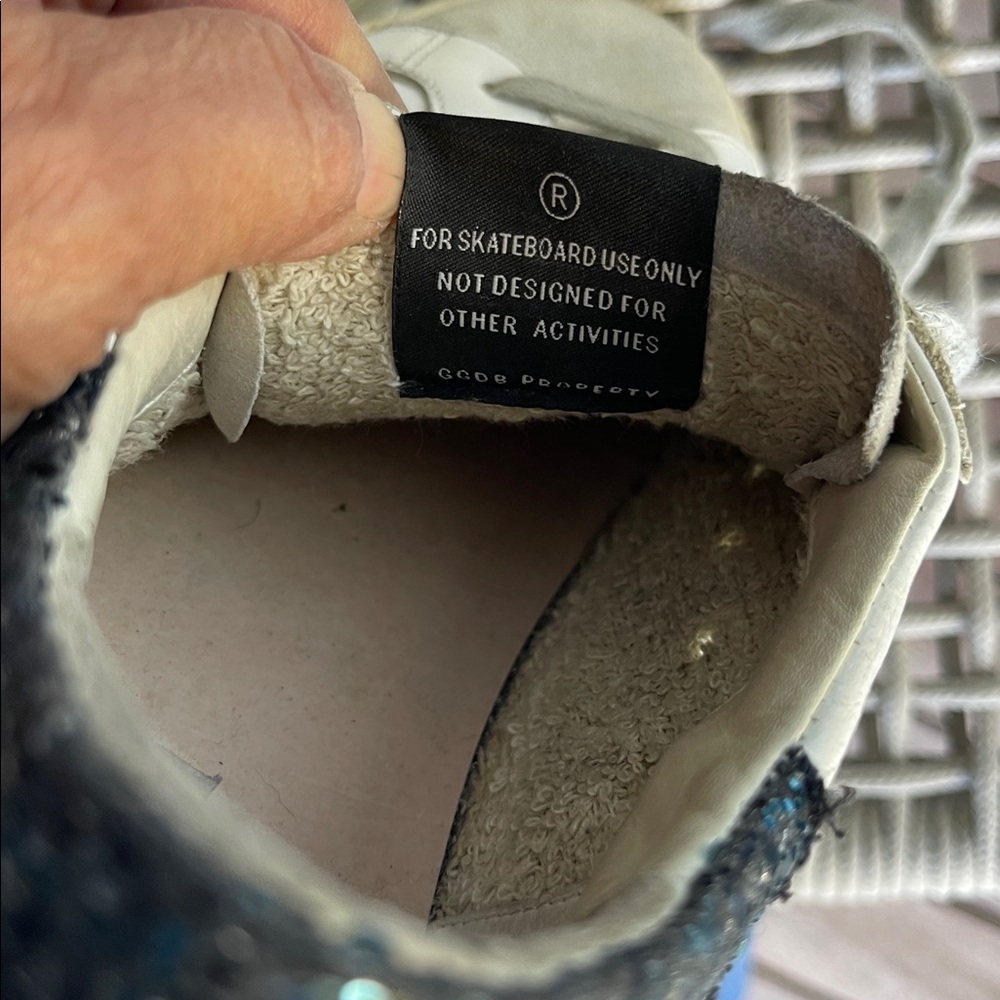 ®
FOR SKATEBOARD USE ONLY
NOT DESIGNED FOR
OTHER ACTIVITIES
GGDB PROPERTY